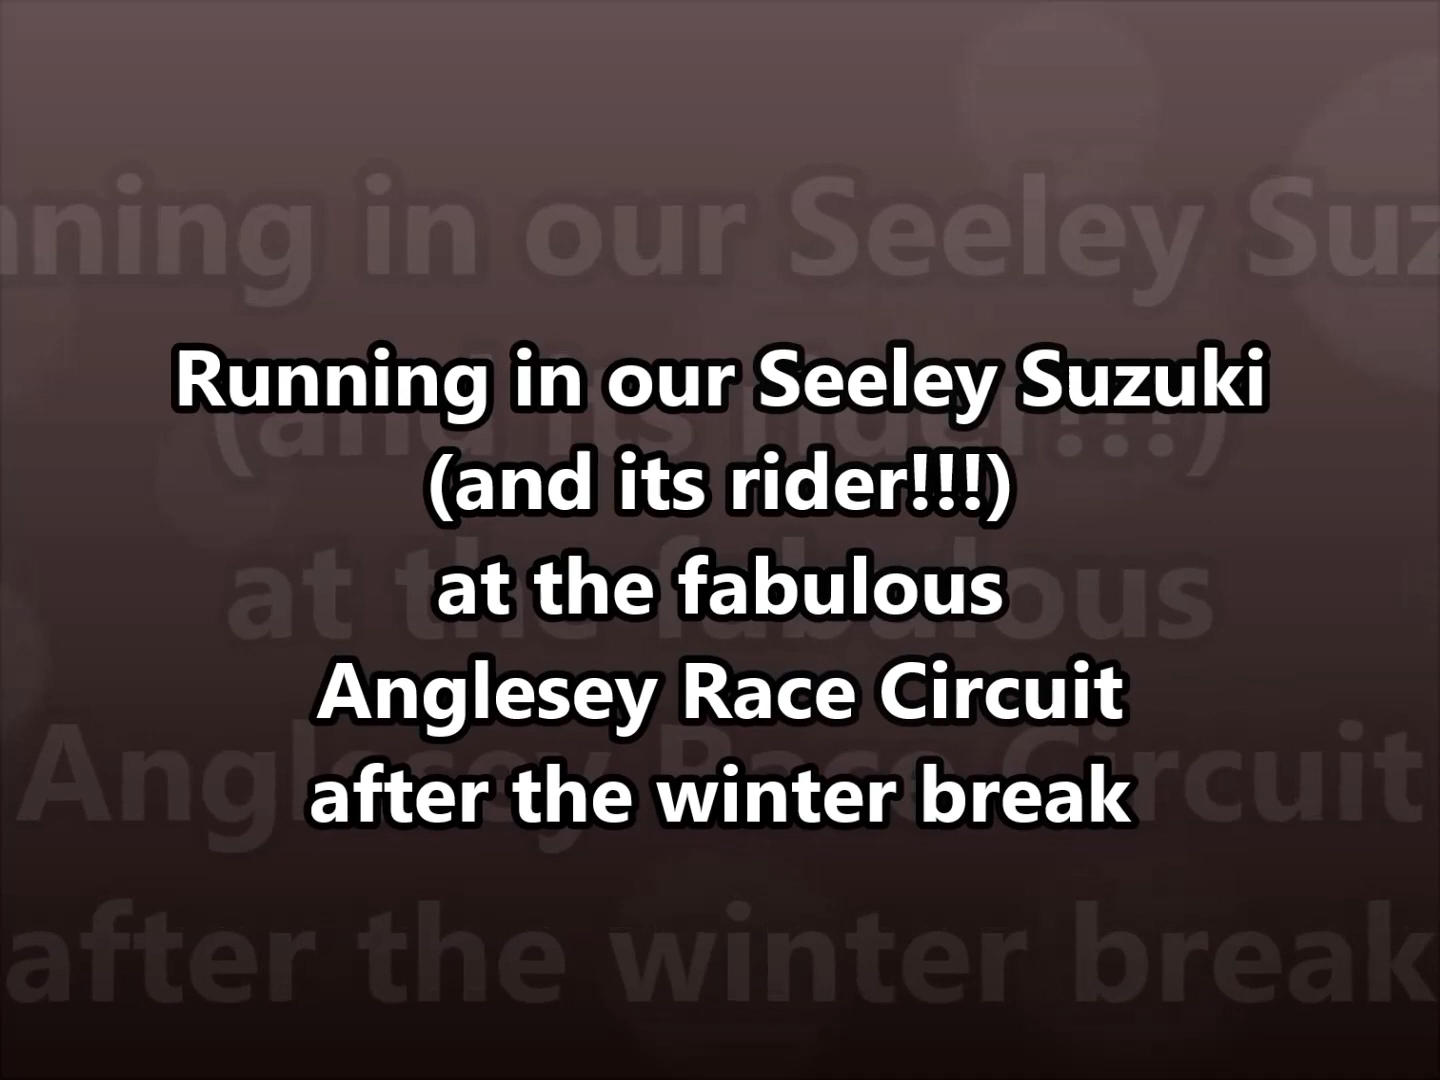 Running in our Seeley Suzuki
(and its rider!!!)
at the fabulous
Anglesey Race Circuit
after the winter break